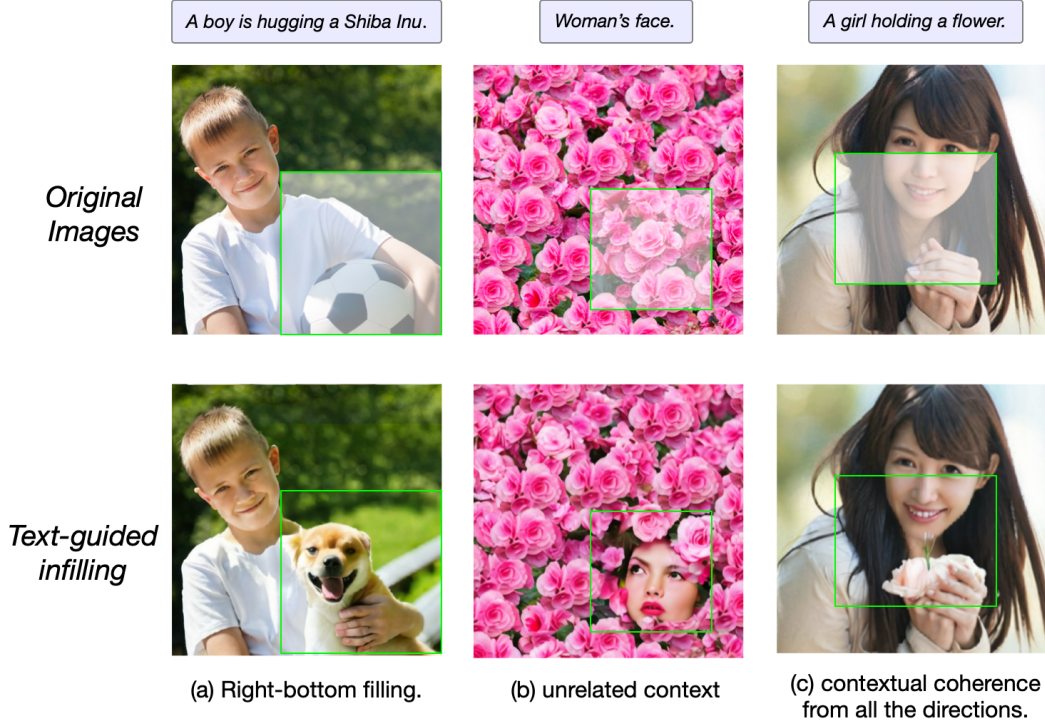 A boy is hugging a Shiba Inu.
Woman's face.
A girl holding a flower.
Original
Images
Text-guided
infilling
(a) Right-bottom filling.
(b) unrelated context
(c) contextual coherence
from all the directions.